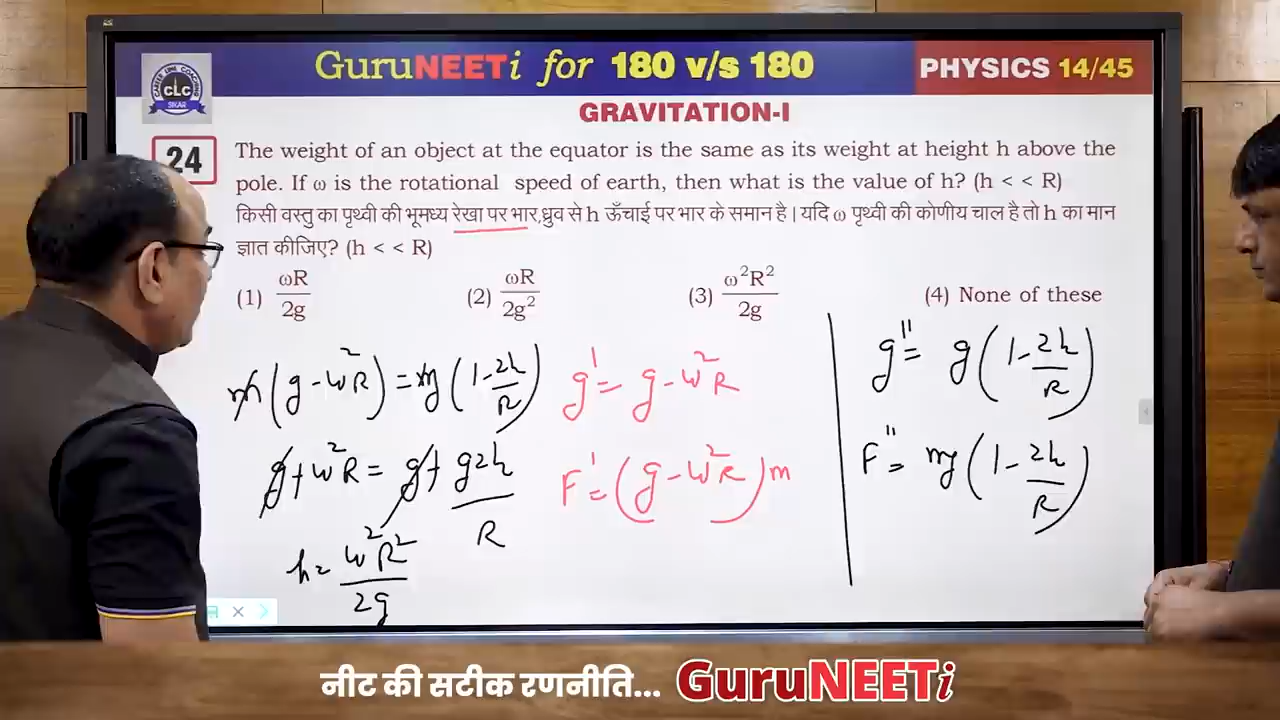 GuruNEETi for 180 v/s 180
PHYSICS 14/45
CLC
SIKAR
GRAVITATION-I
24
The weight of an object at the equator is the same as its weight at height h above the
pole. If ω is the rotational speed of earth, then what is the value of h? (h < < R)
किसी वस्तु का पृथ्वी की भूमध्य रेखा पर भार,ध्रुव से h ऊँचाई पर भार के समान है। यदि ω पृथ्वी की कोणीय चाल है तो h का मान
ज्ञात कीजिए? (h < < R)
(1) ωR/2g (2) ωR/2g² (3) ω²R²/2g (4) None of these
m(g-ω²R) = mg(1-2h/R)
g+ω²R = g+g2h/R
h= ω²R²/2g
g' = g-ω²R
F' = (g-ω²R)m
g'' = g(1-2h/R)
F'' = mg(1-2h/R)
नीट की सटीक रणनीति... GuruNEETi